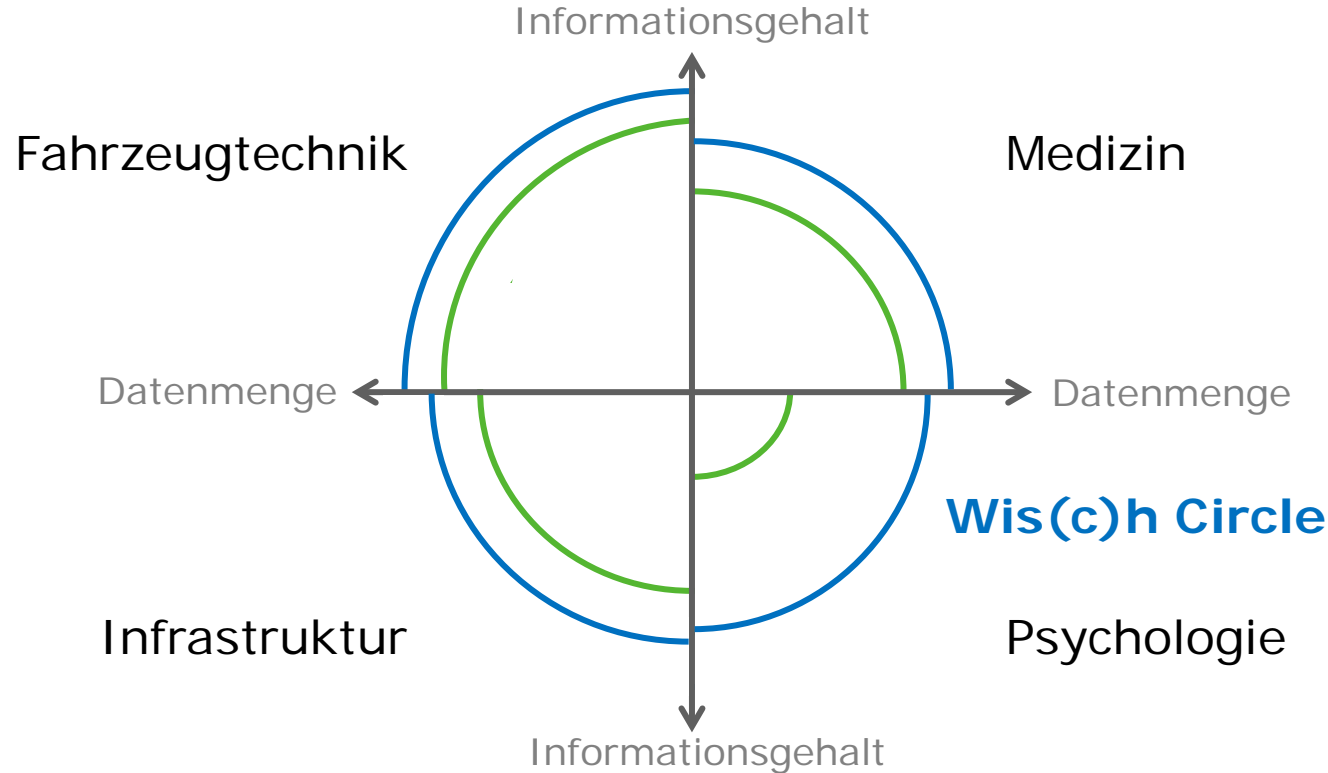 Informationsgehalt
Fahrzeugtechnik
Medizin
Datenmenge
Datenmenge
Wis(c)h Circle
Infrastruktur
Psychologie
Informationsgehalt